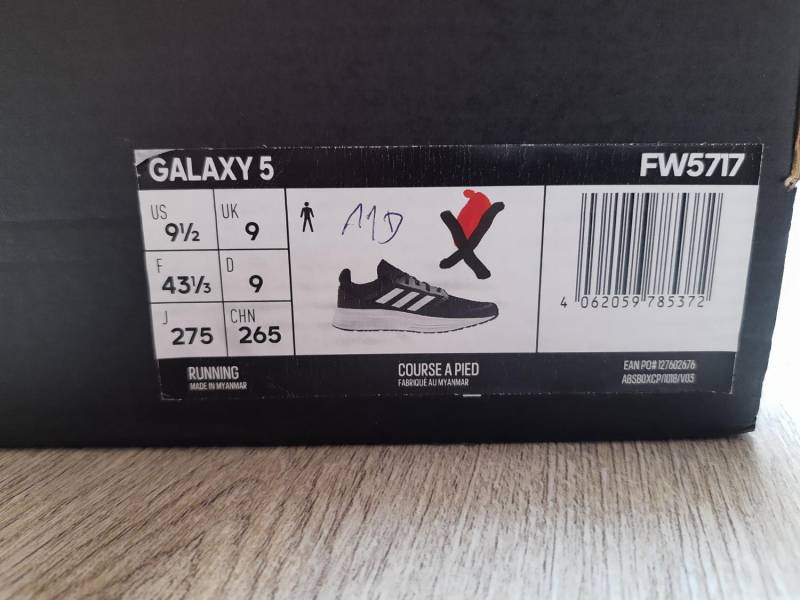 GALAXY 5
FW5717
US
9½
UK
9
F
43⅓
D
9
J
275
CHN
265
4 062059 785372
RUNNING
MADE IN MYANMAR
COURSE A PIED
FABRIQUÉ AU MYANMAR
EAN PO# 127602676